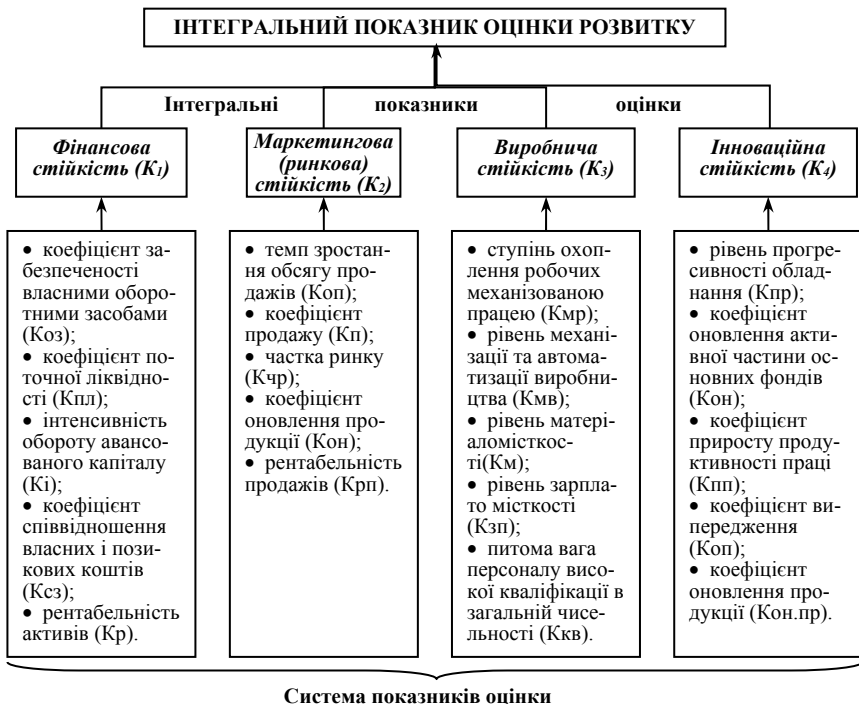 ІНТЕГРАЛЬНИЙ ПОКАЗНИК ОЦІНКИ РОЗВИТКУ
Інтегральні показники оцінки
Фінансова
стійкість (К1)
Маркетингова
(ринкова)
стійкість (К2)
Виробнича
стійкість (К3)
Інноваційна
стійкість (К4)
• коефіцієнт за-
безпеченості
власними оборо-
тними засобами
(Коз);
• коефіцієнт по-
точної ліквідно-
сті (Кпл);
• інтенсивність
обороту авансо-
ваного капіталу
(Кі);
• коефіцієнт
співвідношення
власних і пози-
кових коштів
(Ксз);
• рентабельність
активів (Кр).
• темп зростан-
ня обсягу про-
дажів (Коп);
• коефіцієнт
продажу (Кп);
• частка ринку
(Кчр);
• коефіцієнт
оновлення про-
дукції (Кон);
• рентабельність
продажів (Крп).
• ступінь охоп-
лення робочих
механізованою
працею (Кмр);
• рівень механі-
зації та автома-
тизації виробни-
цтва (Кмв);
• рівень матері-
аломісткос-
ті(Км);
• рівень зарпла-
то місткості
(Кзп);
• питома вага
персоналу висо-
кої кваліфікації в
загальній чисе-
льності (Ккв).
• рівень прогре-
сивності облад-
нання (Кпр);
• коефіцієнт
оновлення акти-
вної частини ос-
новних фондів
(Кон);
• коефіцієнт
приросту проду-
ктивності праці
(Кпп);
• коефіцієнт ви-
передження
(Коп);
• коефіцієнт
оновлення про-
дукції (Кон.пр).
Система показників оцінки